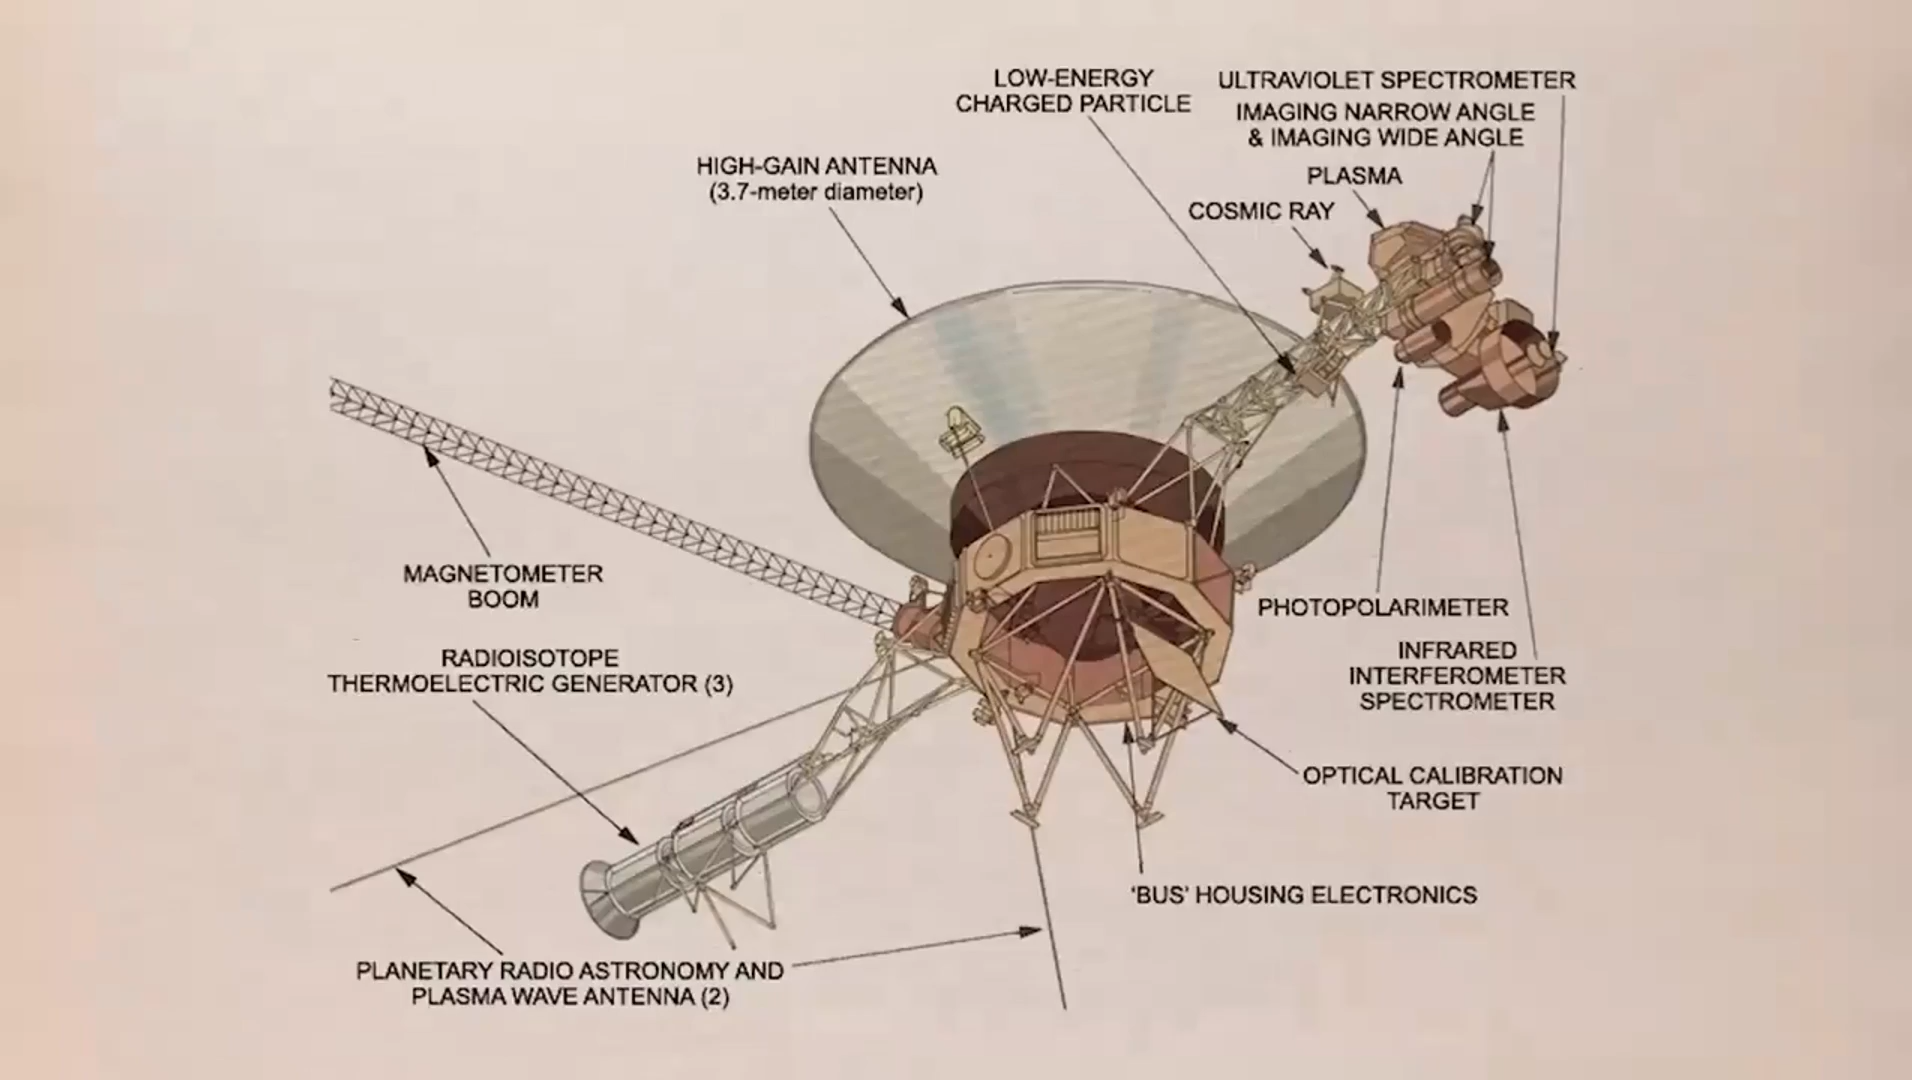 LOW-ENERGY
CHARGED PARTICLE
ULTRAVIOLET SPECTROMETER
IMAGING NARROW ANGLE
& IMAGING WIDE ANGLE
PLASMA
COSMIC RAY
HIGH-GAIN ANTENNA
(3.7-meter diameter)
MAGNETOMETER
BOOM
RADIOISOTOPE
THERMOELECTRIC GENERATOR (3)
PHOTOPOLARIMETER
INFRARED
INTERFEROMETER
SPECTROMETER
OPTICAL CALIBRATION
TARGET
'BUS' HOUSING ELECTRONICS
PLANETARY RADIO ASTRONOMY AND
PLASMA WAVE ANTENNA (2)